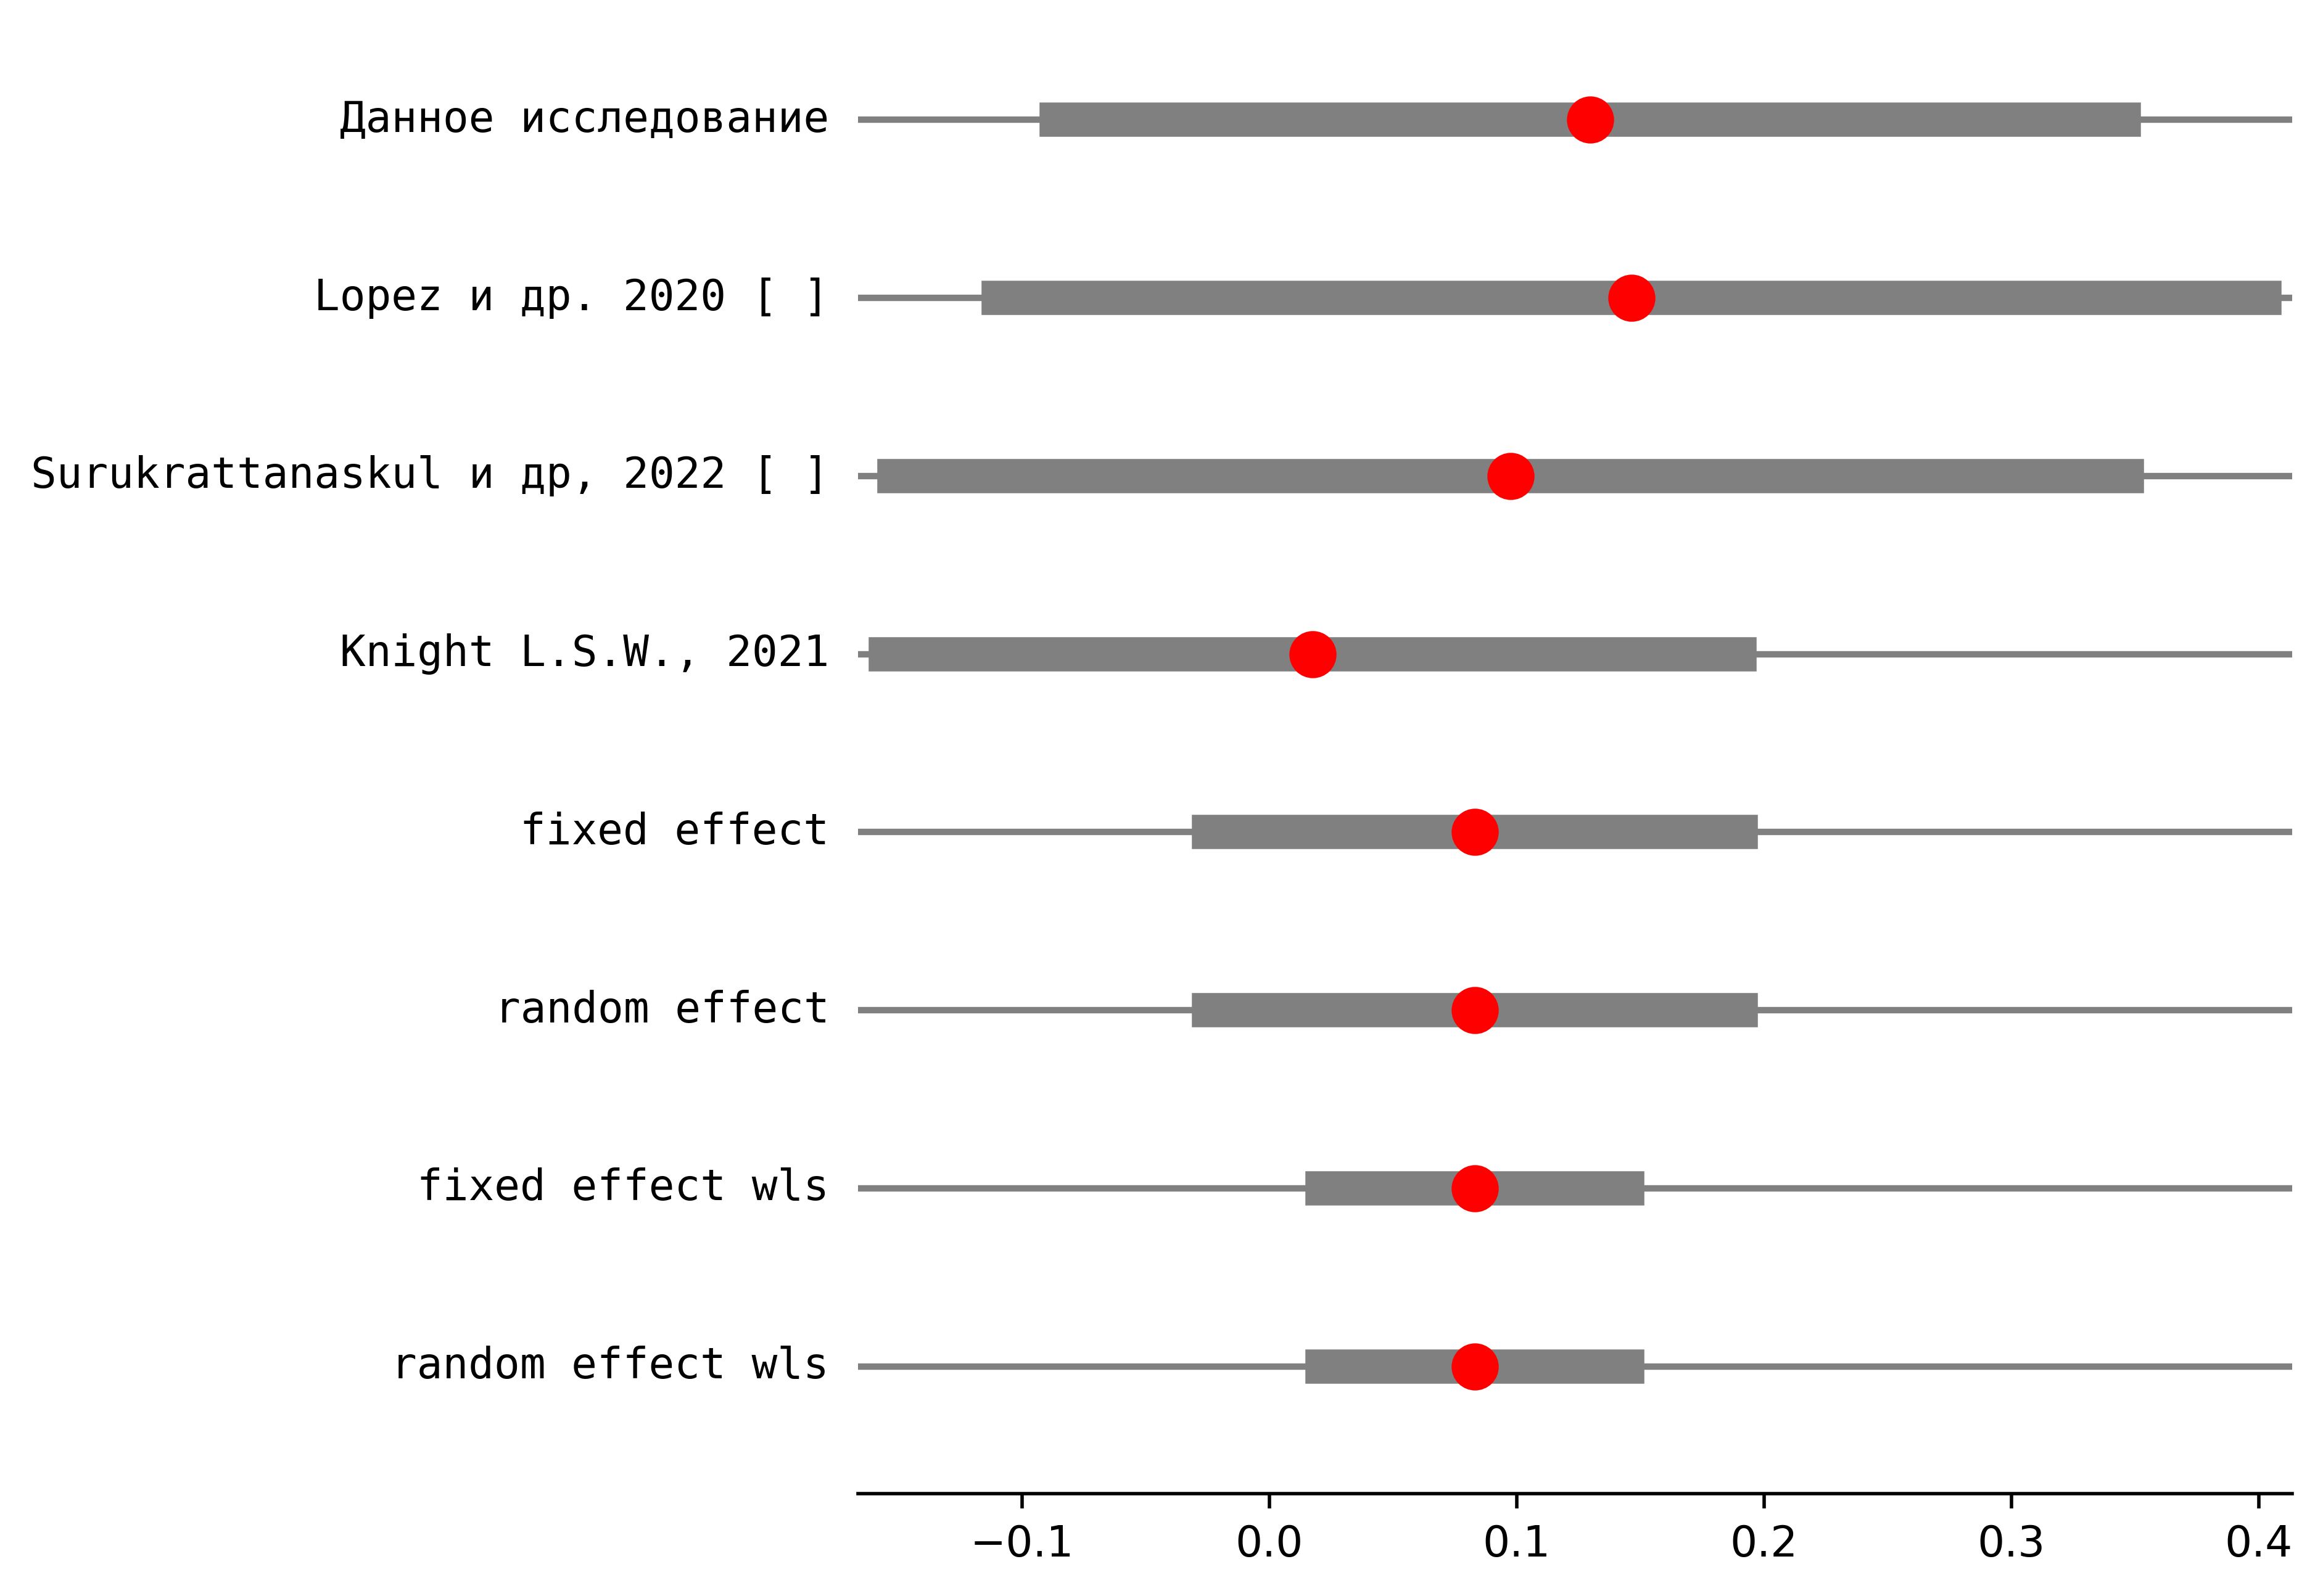 Данное исследование
Lopez и др. 2020 [ ]
Surukrattanaskul и др, 2022 [ ]
Knight L.S.W., 2021
fixed effect
random effect
fixed effect wls
random effect wls
−0.1 0.0 0.1 0.2 0.3 0.4